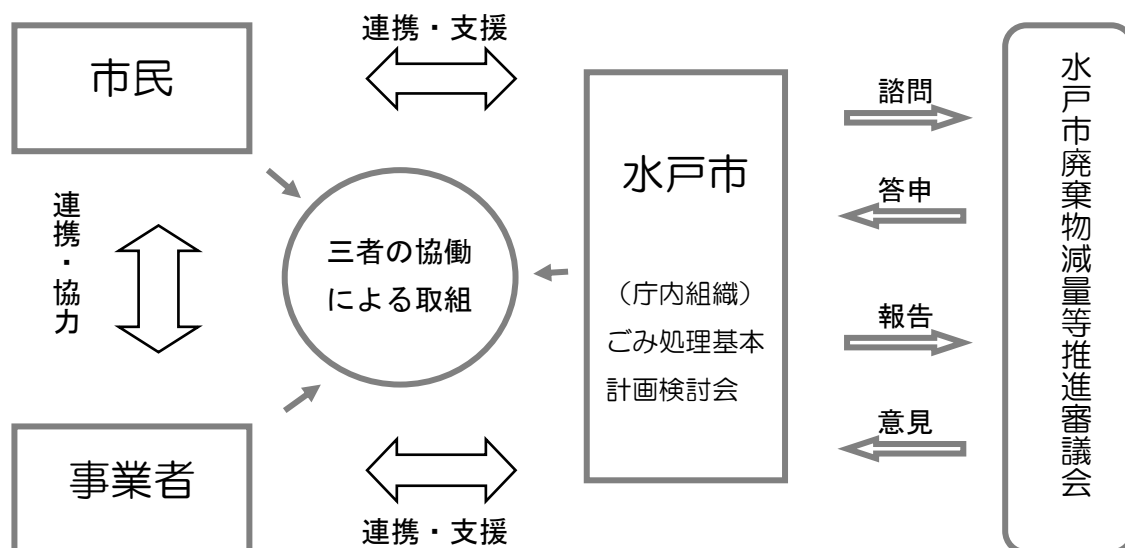 連携・支援
市民
連携・協力
三者の協働
による取組
事業者
連携・支援
水戸市
（庁内組織）
ごみ処理基本
計画検討会
諮問
答申
報告
意見
水戸市廃棄物減量等推進審議会